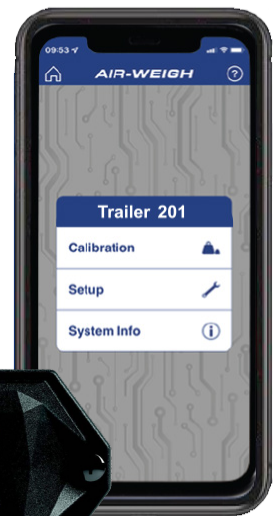 09:53
AIR-WEIGH
?
Trailer 201
Calibration
Setup
System Info
i